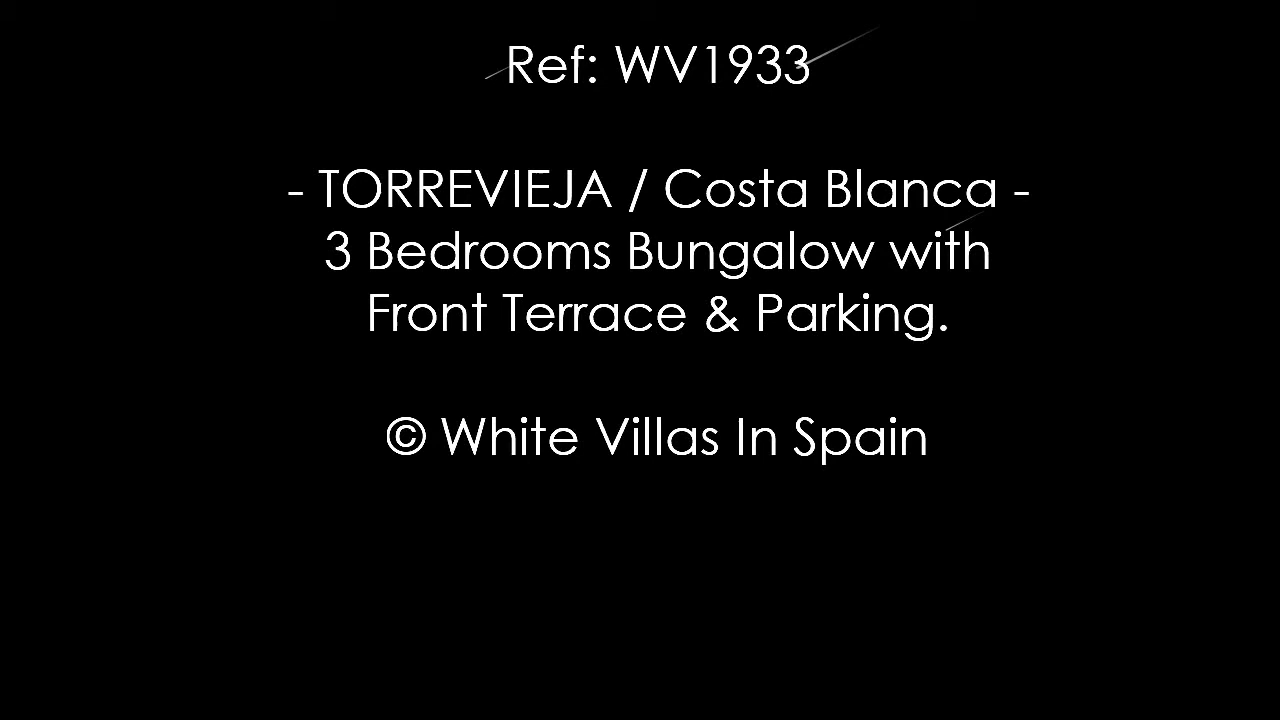 Ref: WV1933
- TORREVIEJA / Costa Blanca -
3 Bedrooms Bungalow with
Front Terrace & Parking.
© White Villas In Spain